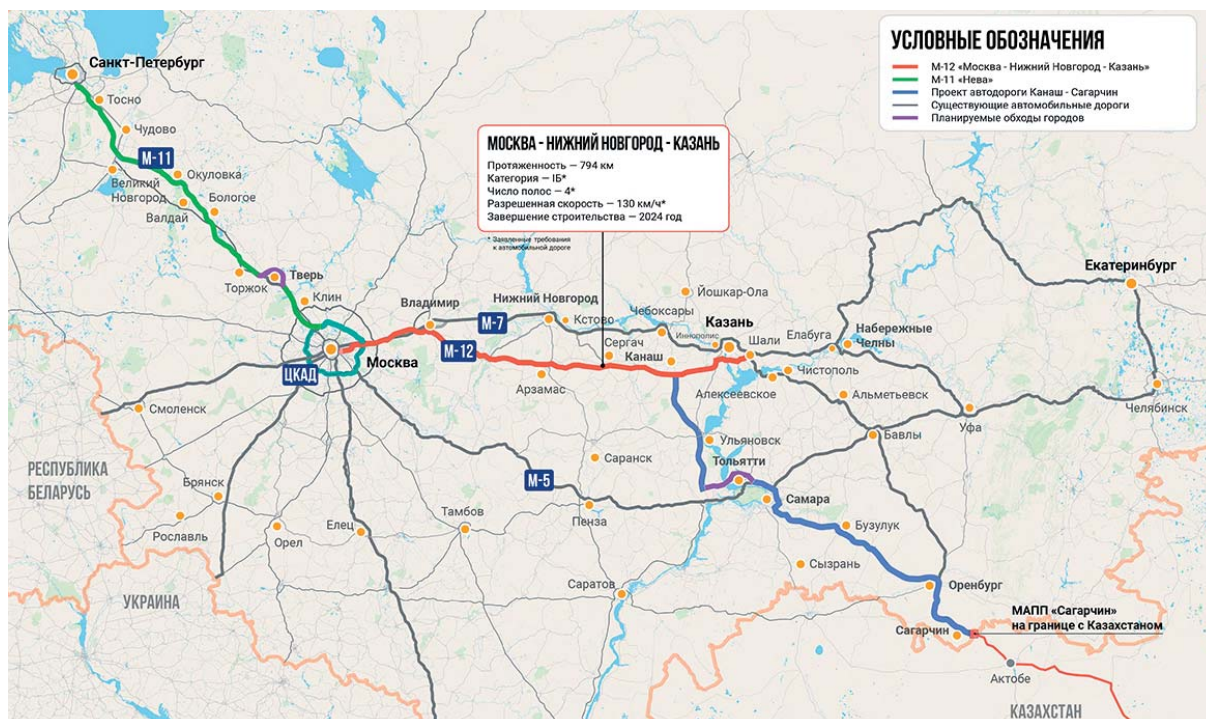 УСЛОВНЫЕ ОБОЗНАЧЕНИЯ
М-12 «Москва - Нижний Новгород - Казань»
М-11 «Нева»
Проект автодороги Канаш - Сагарчин
Существующие автомобильные дороги
Планируемые обходы городов
МОСКВА - НИЖНИЙ НОВГОРОД - КАЗАНЬ
Протяженность — 794 км
Категория — IБ*
Число полос — 4*
Разрешенная скорость — 130 км/ч*
Завершение строительства — 2024 год
* Заявленные требования
к автомобильной дороге
Санкт-Петербург
Тосно
Чудово
М-11
Великий
Новгород
Окуловка
Валдай
Бологое
Тверь
Торжок
Клин
Москва
ЦКАД
Владимир
М-7
М-12
Нижний Новгород
Кстово
Чебоксары
Йошкар-Ола
Сергач
Канаш
Иннополис
Казань
Шали
Елабуга
Набережные
Челны
Екатеринбург
Арзамас
Алексеевское
Чистополь
Альметьевск
Челябинск
Уфа
Бавлы
Смоленск
Ульяновск
Тольятти
Саранск
М-5
Самара
РЕСПУБЛИКА
БЕЛАРУСЬ
Брянск
Рославль
Орел
Елец
Тамбов
Пенза
Бузулук
Сызрань
Саратов
Оренбург
УКРАИНА
Сагарчин
МАПП «Сагарчин»
на границе с Казахстаном
Актобе
КАЗАХСТАН